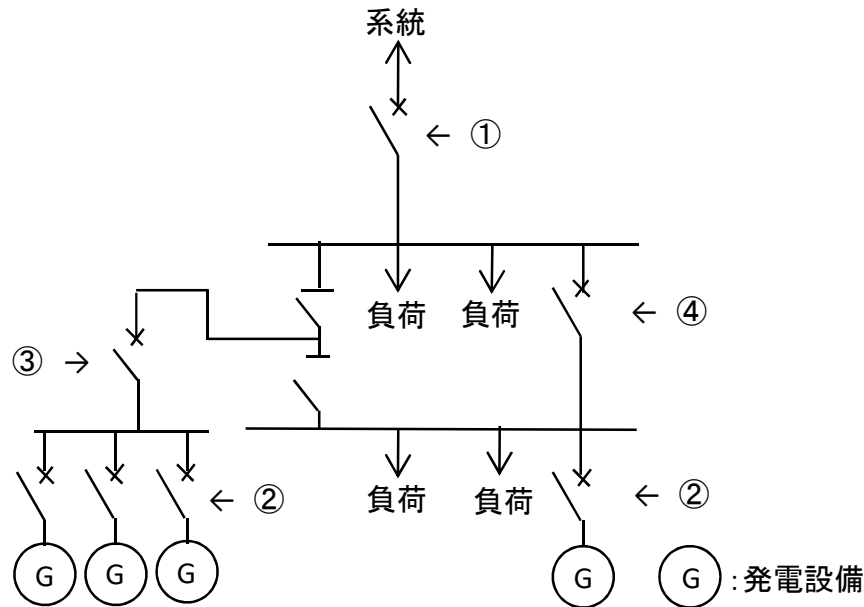 系統
← ①
負荷 負荷 ← ④
③ →
← ② 負荷 負荷 ← ②
G G G G G :発電設備